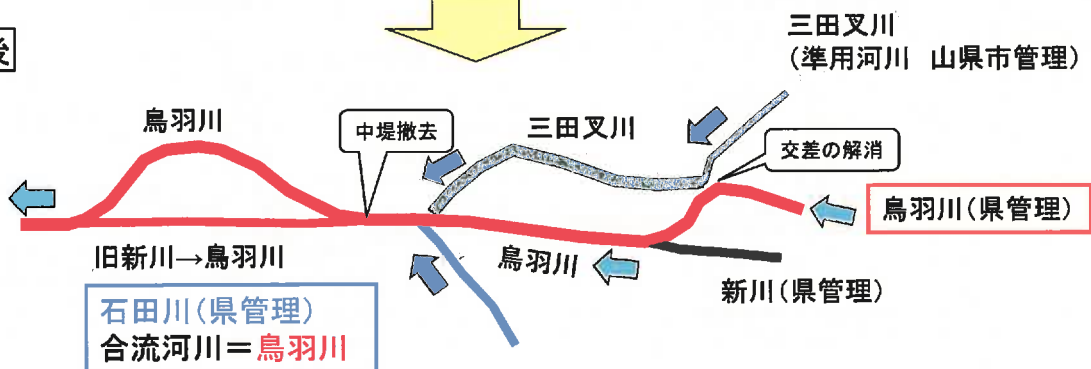 後
三田叉川
(準用河川 山県市管理)
鳥羽川
中堤撤去
三田叉川
交差の解消
鳥羽川(県管理)
旧新川→鳥羽川
鳥羽川
新川(県管理)
石田川(県管理)
合流河川=鳥羽川